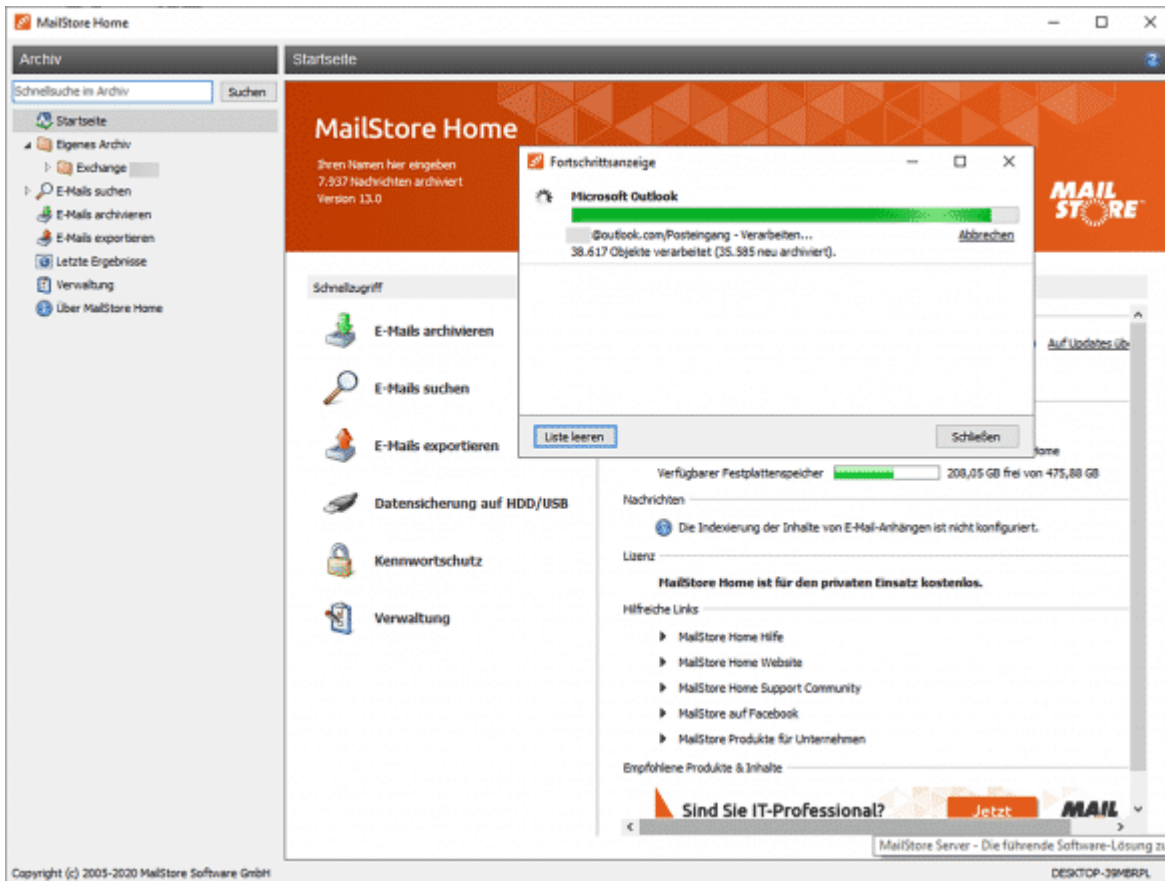 MailStore Home
Archiv
Startseite
Schnellsuche im Archiv
Suchen
Startseite
Eigenes Archiv
Exchange
E-Mails suchen
E-Mails archivieren
E-Mails exportieren
Letzte Ergebnisse
Verwaltung
Über MailStore Home
MailStore Home
Ihren Namen hier eingeben
7.937 Nachrichten archiviert
Version 13.0
MAIL
STORE
Fortschrittsanzeige
Microsoft Outlook
@outlook.com/Posteingang - Verarbeiten...
Abbrechen
38.617 Objekte verarbeitet (35.585 neu archiviert).
Liste leeren
Schließen
Schnellzugriff
E-Mails archivieren
E-Mails suchen
E-Mails exportieren
Datensicherung auf HDD/USB
Kennwortschutz
Verwaltung
Auf Updates üb
Home
Verfügbarer Festplattenspeicher 208,05 GB frei von 475,88 GB
Nachrichten
Die Indexierung der Inhalte von E-Mail-Anhängen ist nicht konfiguriert.
Lizenz
MailStore Home ist für den privaten Einsatz kostenlos.
Hilfreiche Links
MailStore Home Hilfe
MailStore Home Website
MailStore Home Support Community
MailStore auf Facebook
MailStore Produkte für Unternehmen
Empfohlene Produkte & Inhalte
Sind Sie IT-Professional?
Jetzt
MAIL
MailStore Server - Die führende Software-Lösung zu
Copyright (c) 2005-2020 MailStore Software GmbH
DESKTOP-39MBRPL